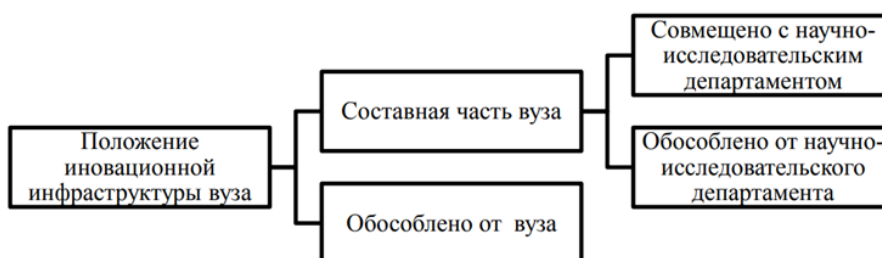 Положение
иновационной
инфраструктуры вуза
Составная часть вуза
Обособлено от вуза
Совмещено с научно-
исследовательским
департаментом
Обособлено от научно-
исследовательского
департамента